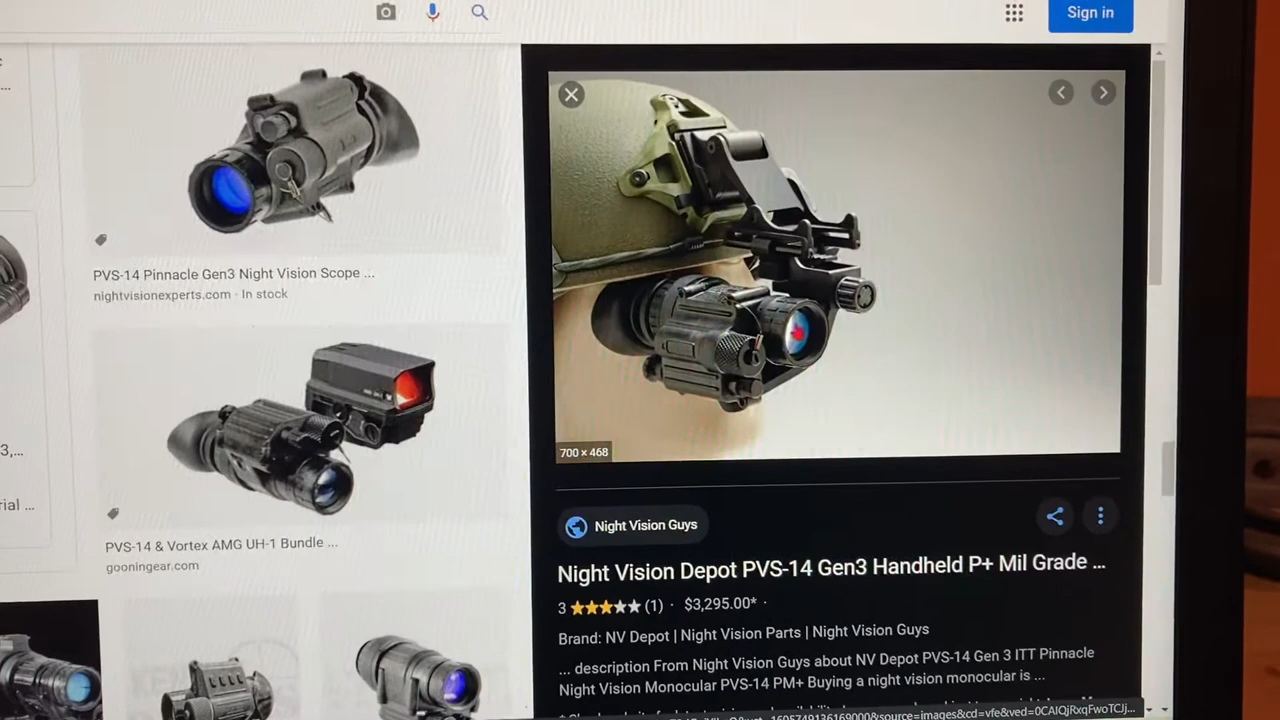 Sign in
PVS-14 Pinnacle Gen3 Night Vision Scope ...
nightvisionexperts.com · In stock
3,...
rial ...
PVS-14 & Vortex AMG UH-1 Bundle ...
gooningear.com
700 × 468
Night Vision Guys
Night Vision Depot PVS-14 Gen3 Handheld P+ Mil Grade ...
3 ★★★★★ (1) · $3,295.00* ·
Brand: NV Depot | Night Vision Parts | Night Vision Guys
... description From Night Vision Guys about NV Depot PVS-14 Gen 3 ITT Pinnacle
Night Vision Monocular PVS-14 PM+ Buying a night vision monocular is ...